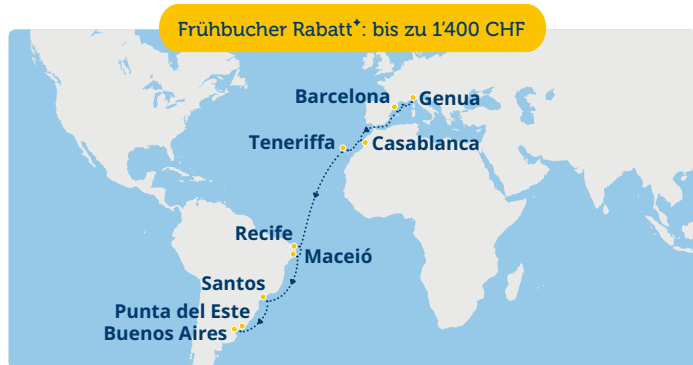 Frühbucher Rabatt✦: bis zu 1’400 CHF
Barcelona
Genua
Teneriffa
Casablanca
Recife
Maceió
Santos
Punta del Este
Buenos Aires